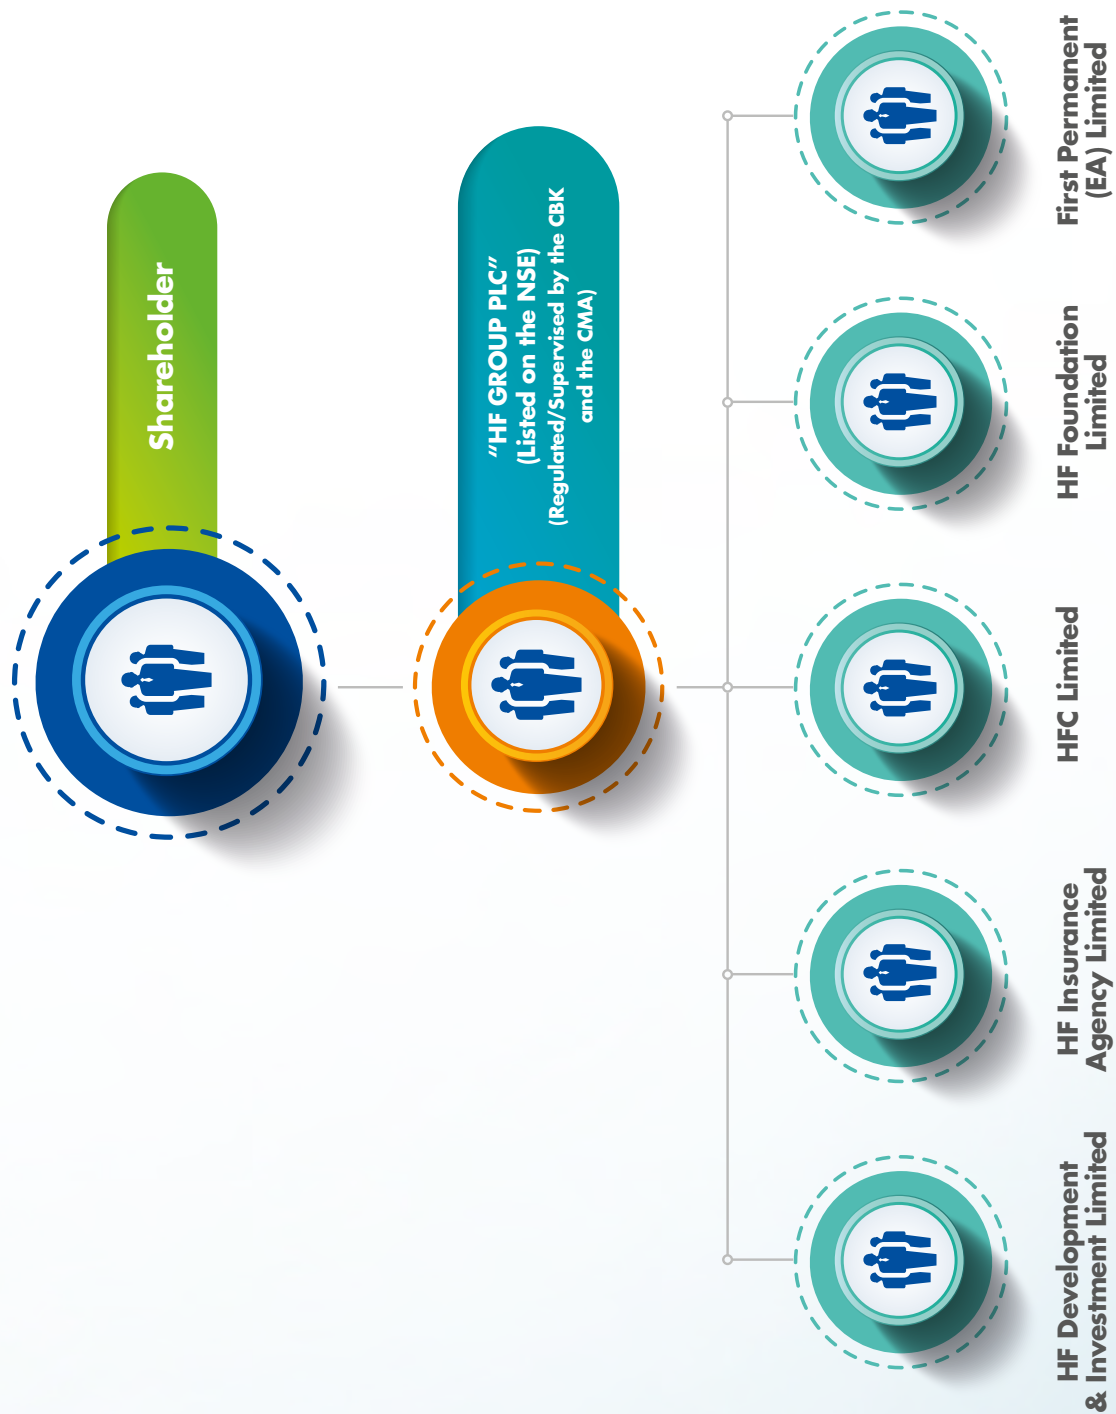 Shareholder
“HF GROUP PLC”
(Listed on the NSE)
(Regulated/Supervised by the CBK
and the CMA)
HF Development
& Investment Limited
HF Insurance
Agency Limited
HFC Limited
HF Foundation
Limited
First Permanent
(EA) Limited